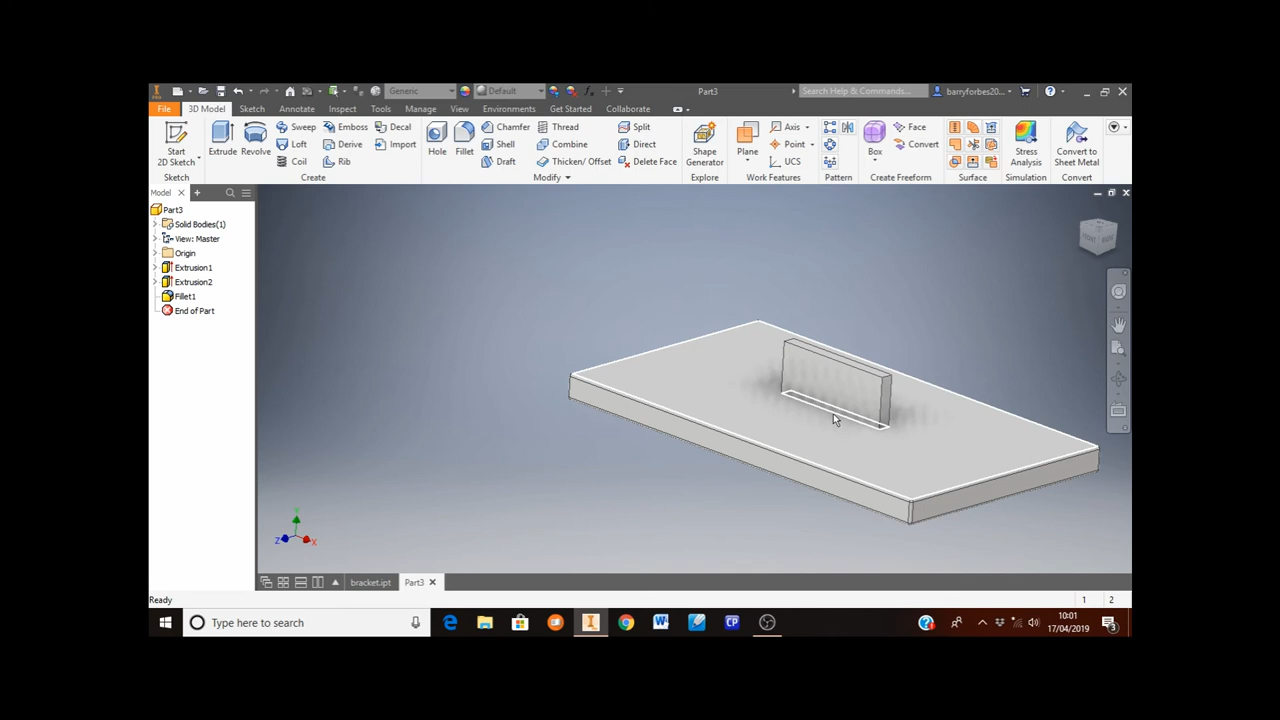 Generic Default Part3 Search Help & Commands... barryforbes20...
File 3D Model Sketch Annotate Inspect Tools Manage View Environments Get Started Collaborate
Start 2D Sketch Extrude Revolve Sweep Emboss Decal Hole Fillet Chamfer Thread Split Shape Generator Plane Axis Box Face Stress Analysis Convert to Sheet Metal
Loft Derive Import Shell Combine Direct Point Convert
Coil Rib Draft Thicken/ Offset Delete Face UCS
Sketch Create Modify Explore Work Features Pattern Create Freeform Surface Simulation Convert
Model
Part3
Solid Bodies(1)
View: Master
Origin
Extrusion1
Extrusion2
Fillet1
End of Part
Y
Z X
bracket.ipt Part3
Ready 1 2
Type here to search 10:01
17/04/2019